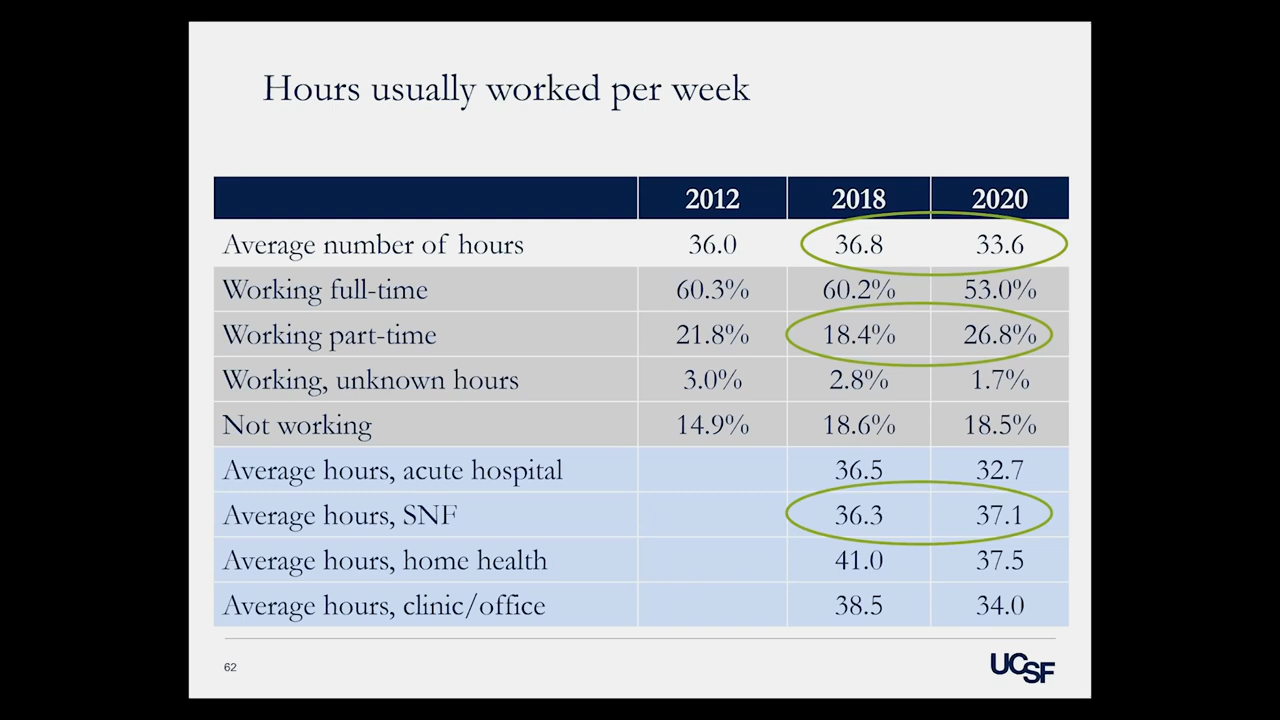 Hours usually worked per week
2012 2018 2020
Average number of hours 36.0 36.8 33.6
Working full-time 60.3% 60.2% 53.0%
Working part-time 21.8% 18.4% 26.8%
Working, unknown hours 3.0% 2.8% 1.7%
Not working 14.9% 18.6% 18.5%
Average hours, acute hospital 36.5 32.7
Average hours, SNF 36.3 37.1
Average hours, home health 41.0 37.5
Average hours, clinic/office 38.5 34.0
62 UCSF